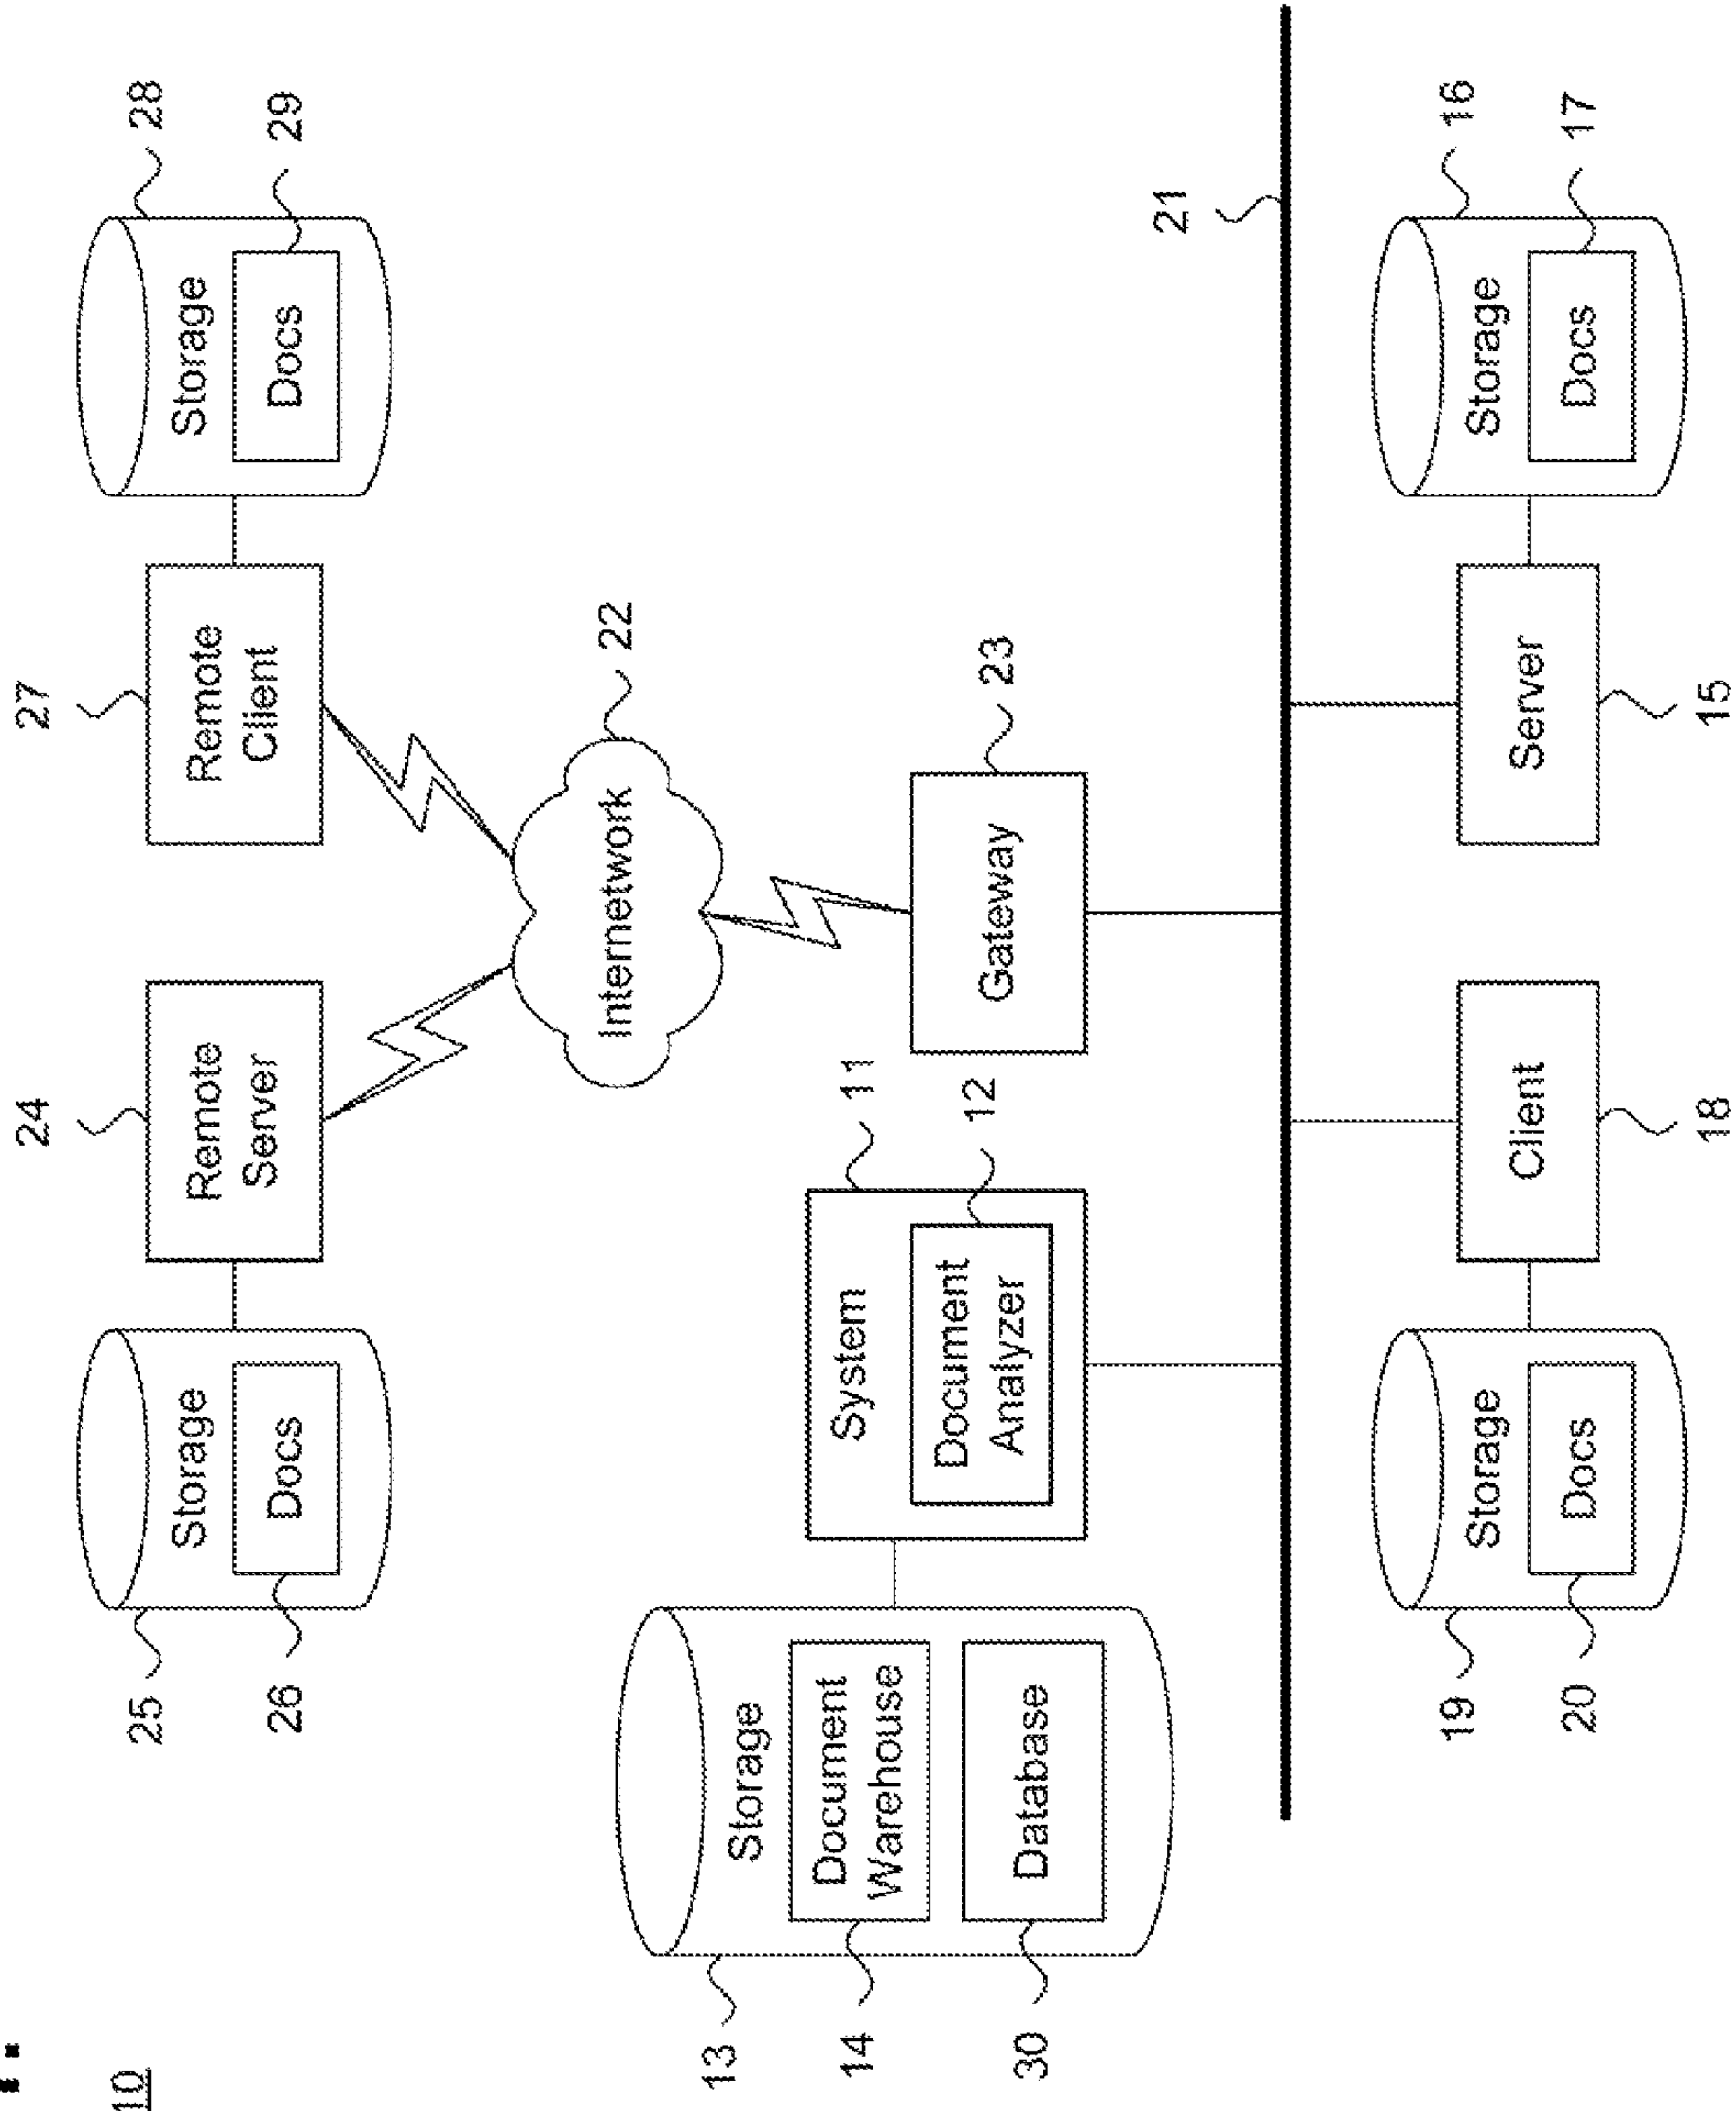 24
27
10
25
28
Storage
Remote
Server
Remote
Client
Storage
26
Docs
Docs
29
Internetwork
22
13
Storage
System
11
14
Document
Warehouse
Document
Analyzer
12
Gateway
23
30
Database
21
19
Storage
Client
Server
Storage
16
20
Docs
Docs
17
18
15